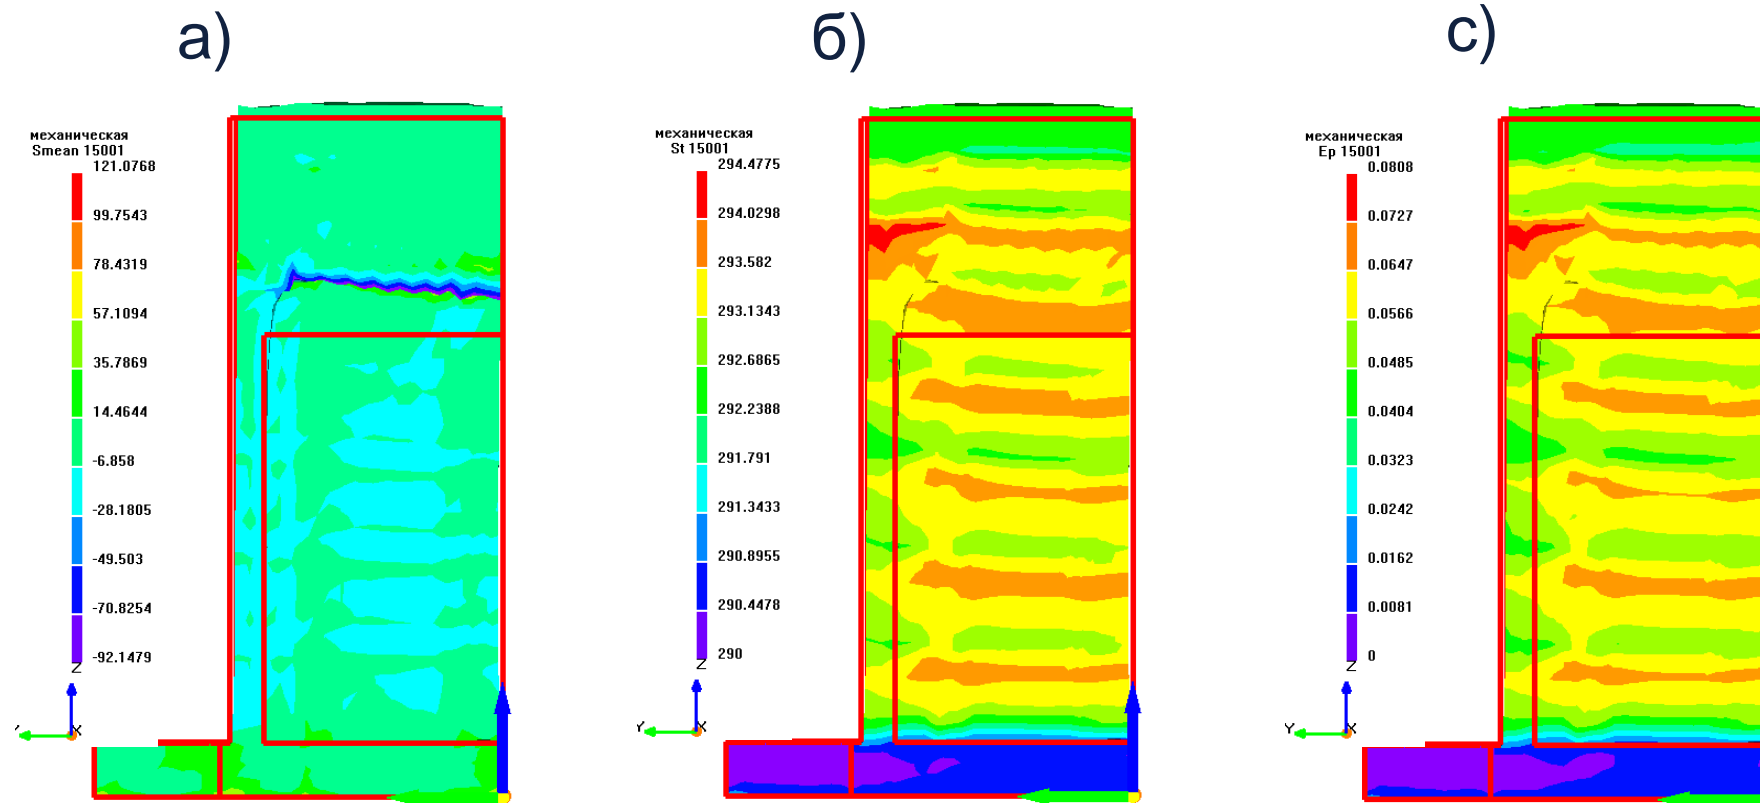 а)
механическая
Smean 15001
121.0768
99.7543
78.4319
57.1094
35.7869
14.4644
-6.858
-28.1805
-49.503
-70.8254
-92.1479
Z
Y
X
б)
механическая
St 15001
294.4775
294.0298
293.582
293.1343
292.6865
292.2388
291.791
291.3433
290.8955
290.4478
290
Z
Y
X
с)
механическая
Ep 15001
0.0808
0.0727
0.0647
0.0566
0.0485
0.0404
0.0323
0.0242
0.0162
0.0081
0
Z
Y
X